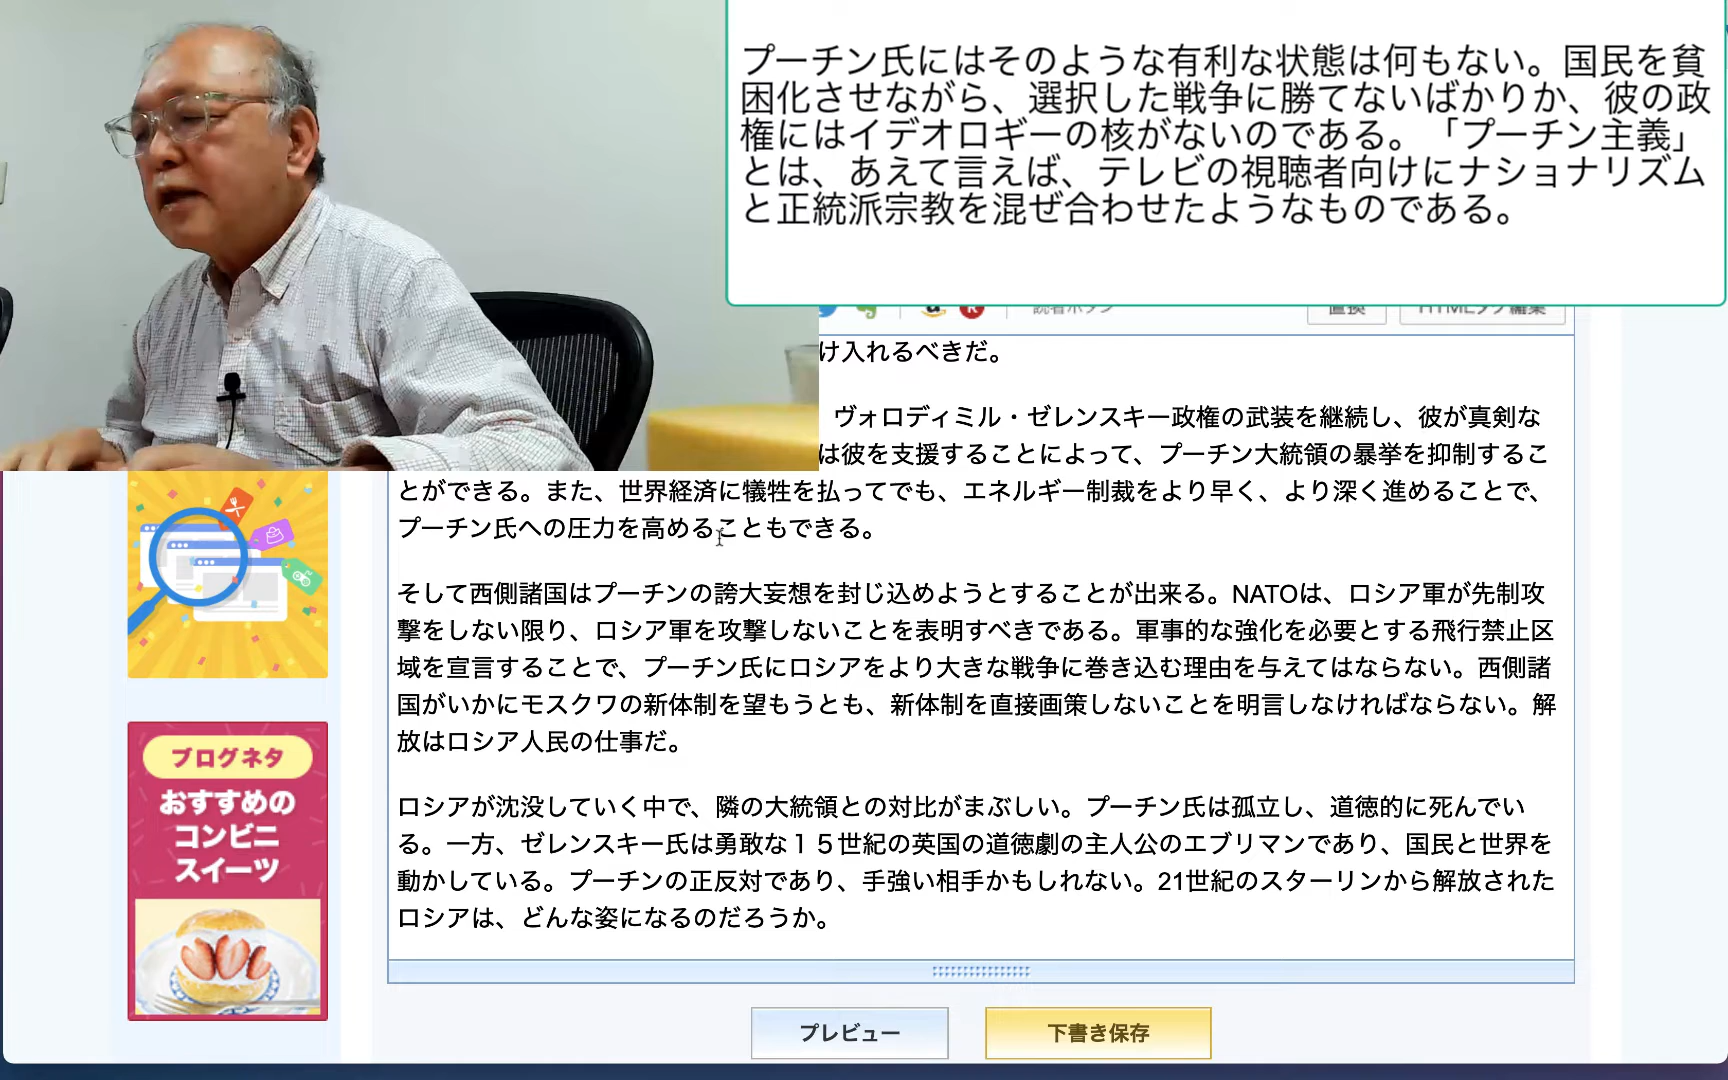 プーチン氏にはそのような有利な状態は何もない。国民を貧
困化させながら、選択した戦争に勝てないばかりか、彼の政
権にはイデオロギーの核がないのである。「プーチン主義」
とは、あえて言えば、テレビの視聴者向けにナショナリズム
と正統派宗教を混ぜ合わせたようなものである。
け入れるべきだ。
ヴォロディミル・ゼレンスキー政権の武装を継続し、彼が真剣な
は彼を支援することによって、プーチン大統領の暴挙を抑制するこ
とができる。また、世界経済に犠牲を払ってでも、エネルギー制裁をより早く、より深く進めることで、
プーチン氏への圧力を高めることもできる。
そして西側諸国はプーチンの誇大妄想を封じ込めようとすることが出来る。NATOは、ロシア軍が先制攻
撃をしない限り、ロシア軍を攻撃しないことを表明すべきである。軍事的な強化を必要とする飛行禁止区
域を宣言することで、プーチン氏にロシアをより大きな戦争に巻き込む理由を与えてはならない。西側諸
国がいかにモスクワの新体制を望もうとも、新体制を直接画策しないことを明言しなければならない。解
放はロシア人民の仕事だ。
ロシアが沈没していく中で、隣の大統領との対比がまぶしい。プーチン氏は孤立し、道徳的に死んでい
る。一方、ゼレンスキー氏は勇敢な１５世紀の英国の道徳劇の主人公のエブリマンであり、国民と世界を
動かしている。プーチンの正反対であり、手強い相手かもしれない。21世紀のスターリンから解放された
ロシアは、どんな姿になるのだろうか。
ブログネタ
おすすめの
コンビニ
スイーツ
プレビュー
下書き保存